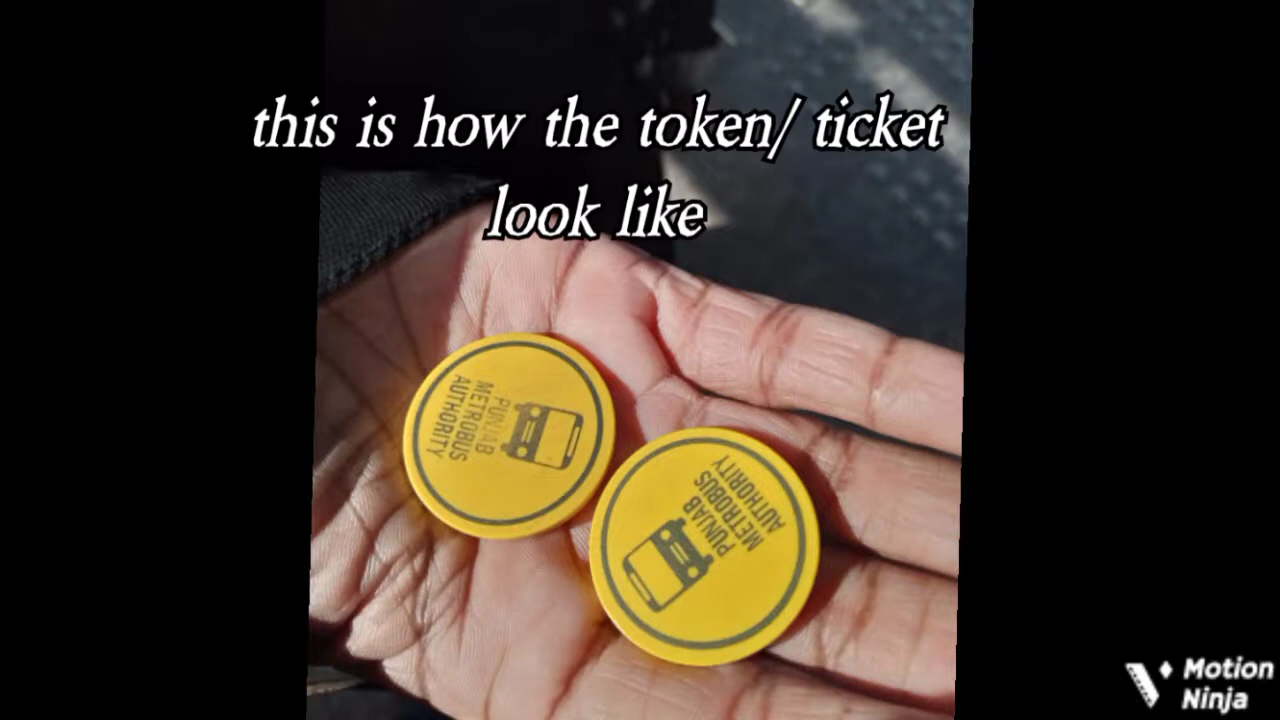 this is how the token/ ticket
look like
PUNJAB
METROBUS
AUTHORITY
PUNJAB
METROBUS
AUTHORITY
Motion
Ninja